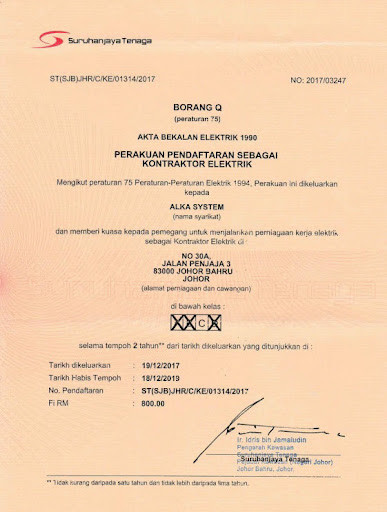 Suruhanjaya Tenaga
ST(SJB)JHR/C/KE/01314/2017 NO: 2017/03247
BORANG Q
(peraturan 75)
AKTA BEKALAN ELEKTRIK 1990
PERAKUAN PENDAFTARAN SEBAGAI
KONTRAKTOR ELEKTRIK
Mengikut peraturan 75 Peraturan-Peraturan Elektrik 1994, Perakuan ini dikeluarkan
kepada
ALKA SYSTEM
(nama syarikat)
dan memberi kuasa kepada pemegang untuk menjalankan perniagaan kerja elektrik
sebagai Kontraktor Elektrik di :
NO 30A,
JALAN PENJAJA 3
83000 JOHOR BAHRU
JOHOR
(alamat perniagaan dan cawangan)
di bawah kelas :
C
selama tempoh 2 tahun** dari tarikh dikeluarkan yang ditunjukkan di :
Tarikh dikeluarkan : 19/12/2017
Tarikh Habis Tempoh : 18/12/2019
No. Pendaftaran : ST(SJB)JHR/C/KE/01314/2017
Fi RM : 800.00
Ir. Idris bin Jamaludin
Pengarah Kawasan
Suruhanjaya Tenaga
Suruhanjaya Tenaga
(Negeri Johor)
Johor Bahru, Johor
** Tidak kurang daripada satu tahun dan tidak lebih daripada lima tahun.